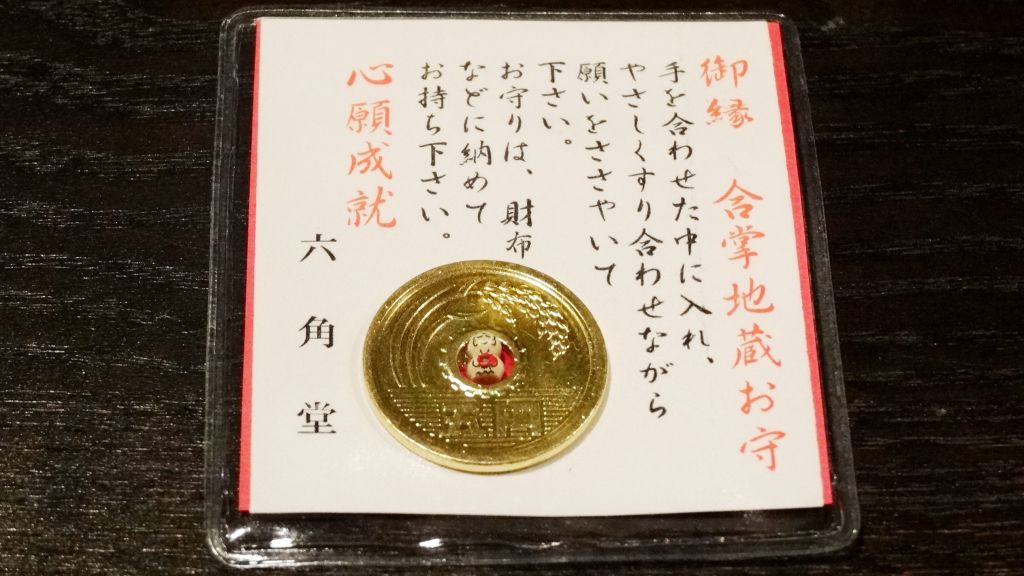 御縁 合掌地蔵お守
手を合わせた中に入れ、
やさしくすり合わせながら
願いをささやいて
下さい。
お守りは、財布
などに納めて
お持ち下さい。
心願成就
六角堂
五円